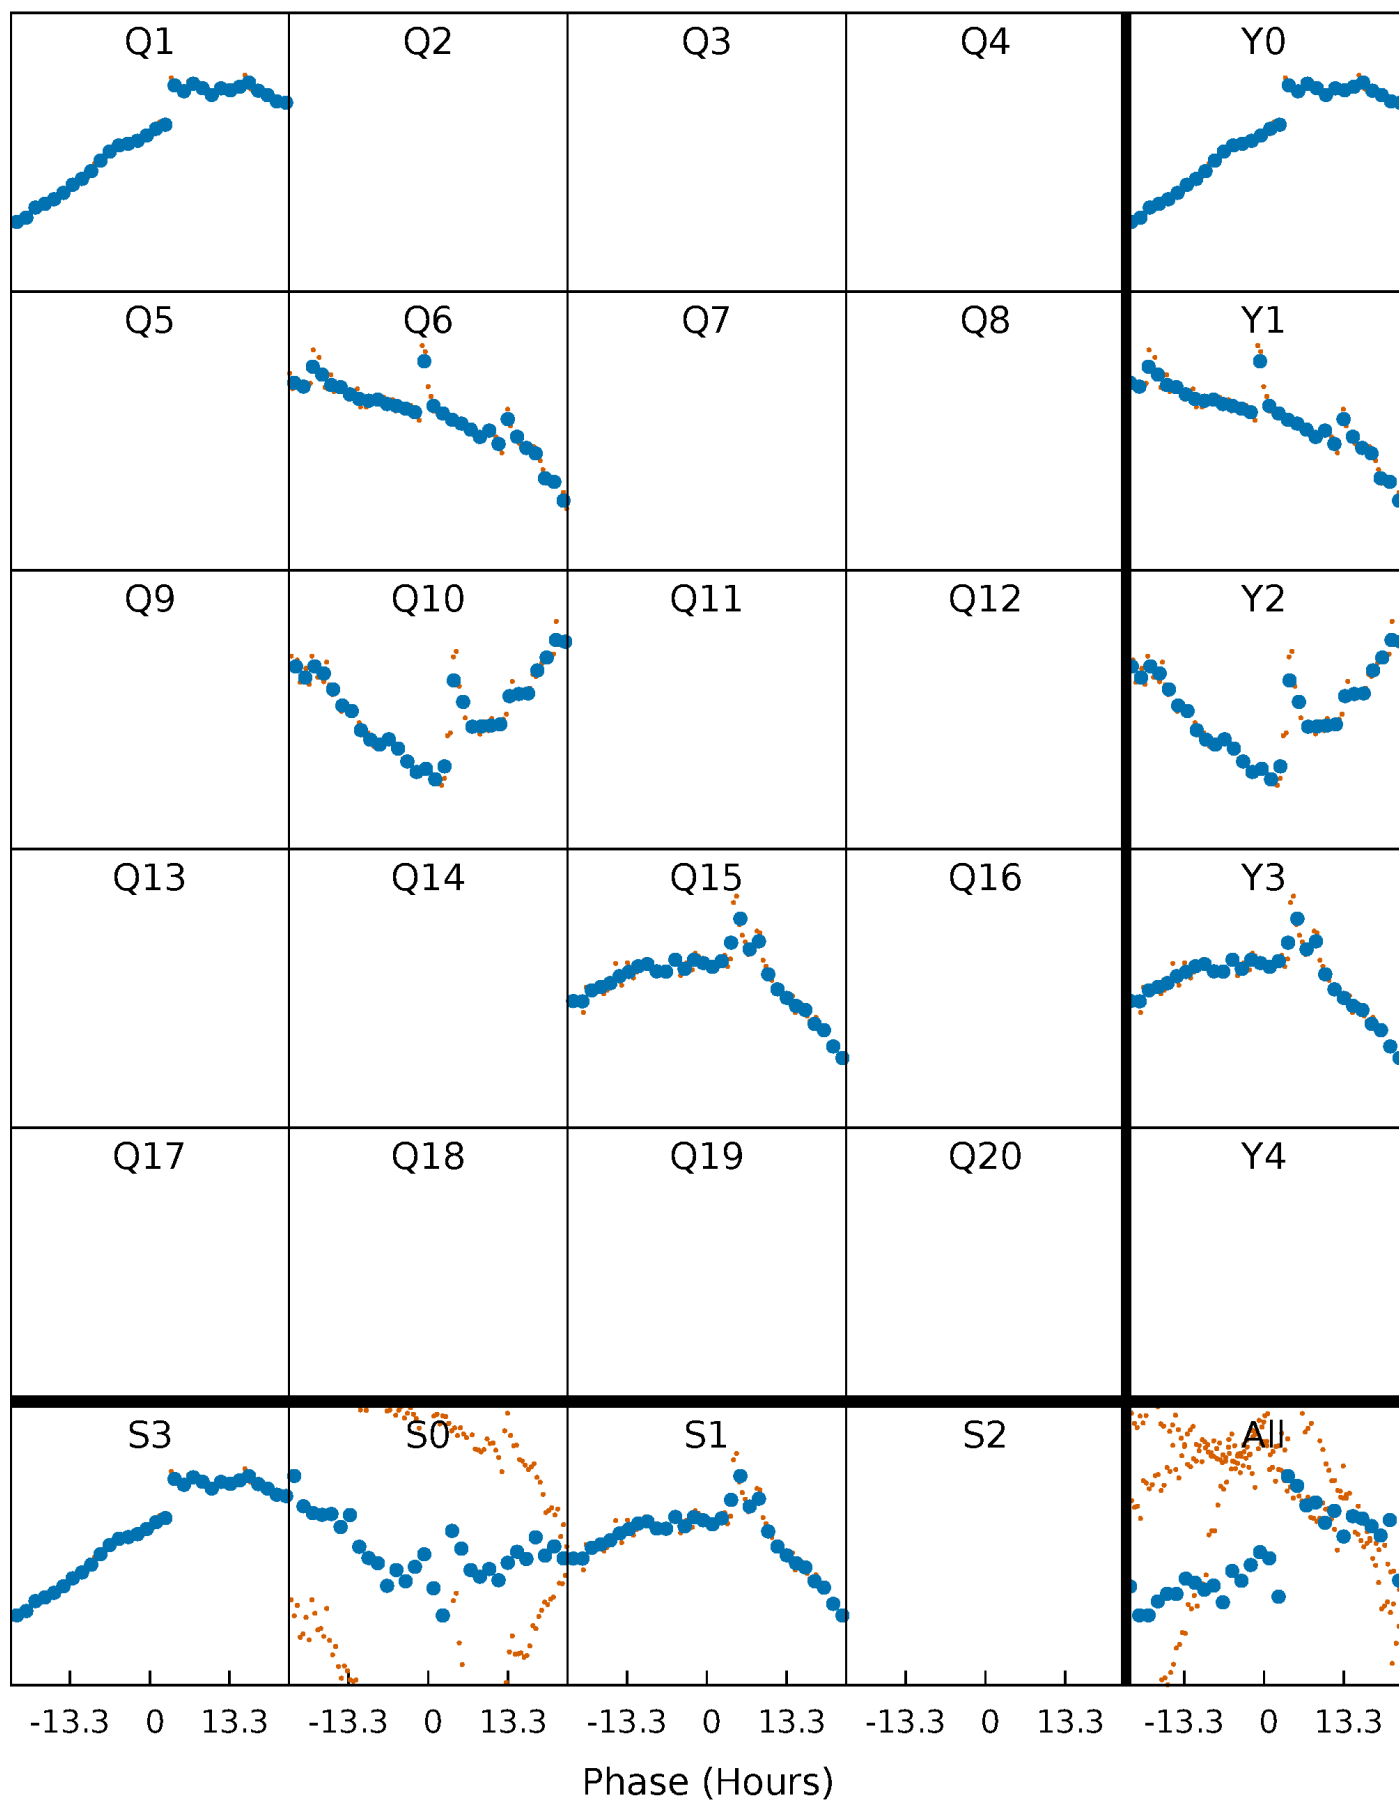 Q1 Q2 Q3 Q4 Y0
Q5 Q6 Q7 Q8 Y1
Q9 Q10 Q11 Q12 Y2
Q13 Q14 Q15 Q16 Y3
Q17 Q18 Q19 Q20 Y4
S3 S0 S1 S2 All
-13.3 0 13.3 -13.3 0 13.3 -13.3 0 13.3 -13.3 0 13.3 -13.3 0 13.3
Phase (Hours)